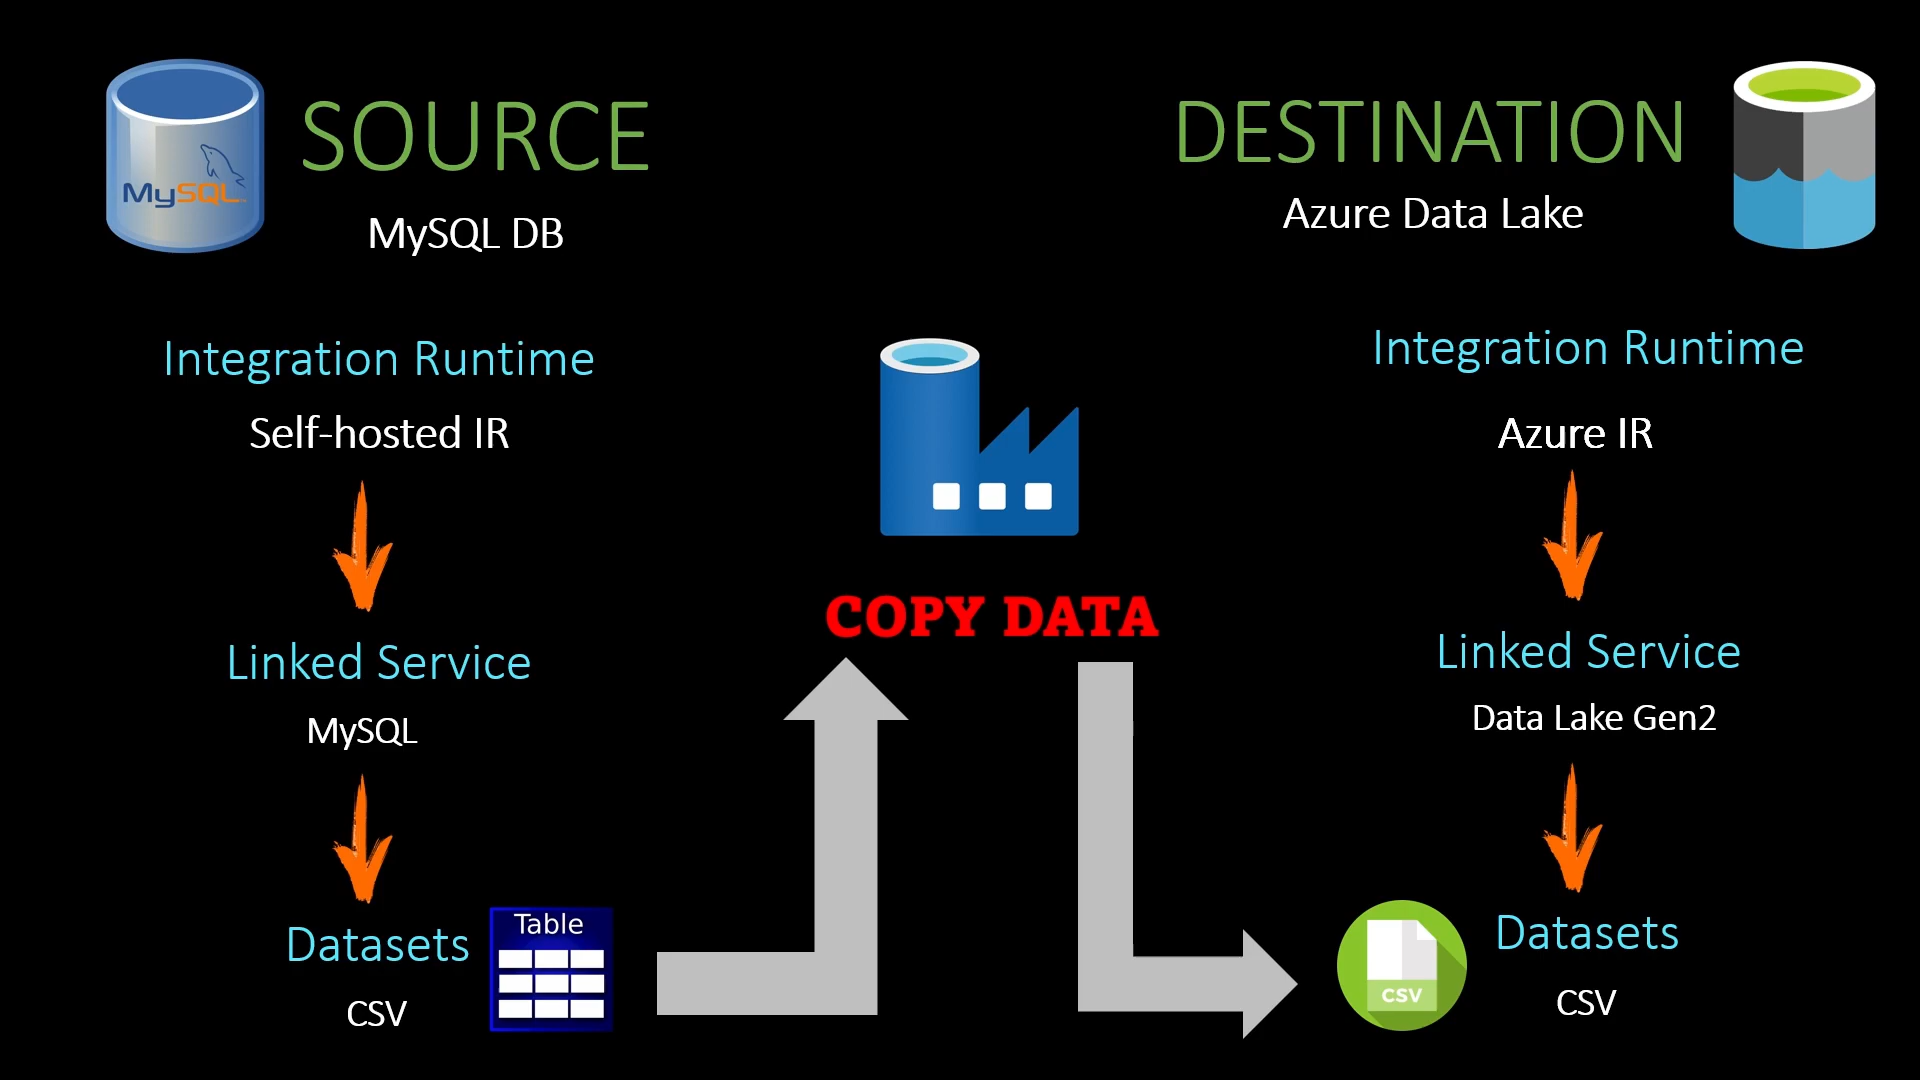 SOURCE
MySQL
MySQL DB
Integration Runtime
Self-hosted IR
Linked Service
MySQL
Datasets
Table
CSV
COPY DATA
DESTINATION
Azure Data Lake
Integration Runtime
Azure IR
Linked Service
Data Lake Gen2
Datasets
CSV
CSV